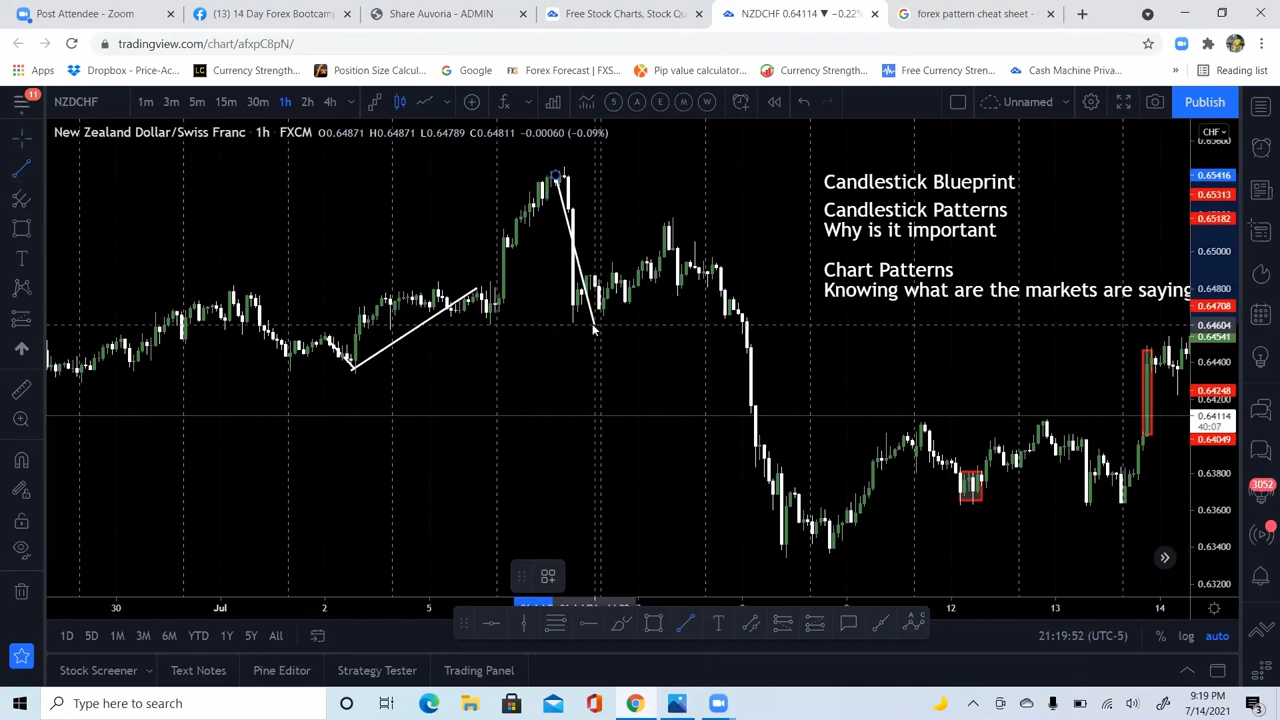 Post Attendee - Zoom
(13) 14 Day Forex Bootcamp
Share Auvoria - ADMIN
Free Stock Charts, Stock Qu
NZDCHF 0.64114 ▼ −0.22%
forex pattern cheat sheet -
tradingview.com/chart/afxpC8pN/
Apps
Dropbox - Price-Ac...
Currency Strength...
Position Size Calcul...
Google
Forex Forecast | FXS...
Pip value calculator...
Currency Strength...
Free Currency Stren...
Cash Machine Priva...
»
Reading list
11
NZDCHF
1m 3m 5m 15m 30m 1h 2h 4h
5 A E M W
Unnamed
Publish
New Zealand Dollar/Swiss Franc · 1h · FXCM O0.64871 H0.64871 L0.64789 C0.64811 −0.00060 (−0.09%)
CHF
0.65600
0.65416
0.65313
0.65182
0.65000
0.64800
0.64708
0.64604
0.64541
0.64400
0.64248
0.64200
0.64114
40:07
0.64049
0.63800
0.63600
0.63400
0.63200
Candlestick Blueprint
Candlestick Patterns
Why is it important
Chart Patterns
Knowing what are the markets are saying
3052
30 Jul 2 5 12 13 14
1D 5D 1M 3M 6M YTD 1Y 5Y All
21:19:52 (UTC-5)
% log auto
Stock Screener
Text Notes
Pine Editor
Strategy Tester
Trading Panel
Type here to search
9:19 PM
7/14/2021
3